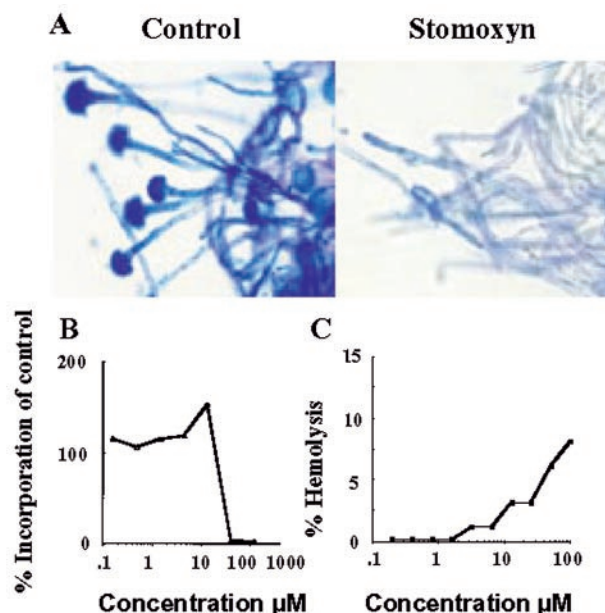 A
Control
Stomoxyn
B
% Incorporation of control
200
100
0
.1
1
10
100
1000
Concentration µM
C
% Hemolysis
15
10
5
0
.1
1
10
100
Concentration µM